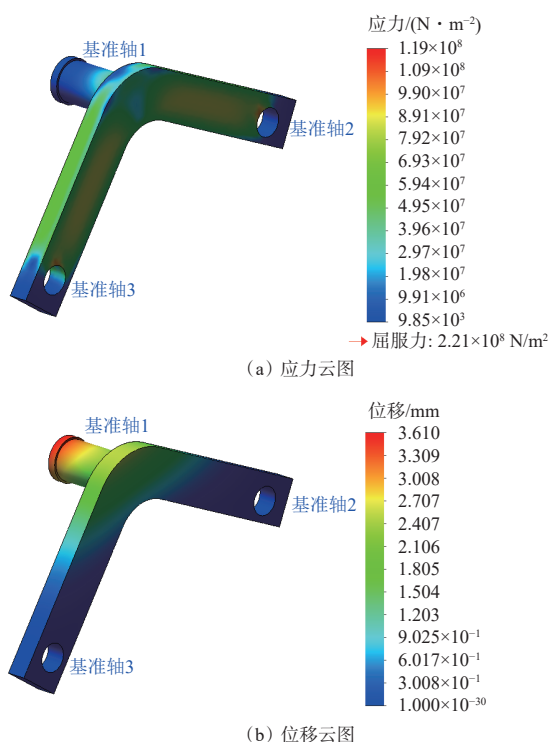 应力/(N·m⁻²)
基准轴1
基准轴2
基准轴3
1.19×10⁸
1.09×10⁸
9.90×10⁷
8.91×10⁷
7.92×10⁷
6.93×10⁷
5.94×10⁷
4.95×10⁷
3.96×10⁷
2.97×10⁷
1.98×10⁷
9.91×10⁶
9.85×10³
屈服力: 2.21×10⁸ N/m²
(a) 应力云图
位移/mm
基准轴1
基准轴2
基准轴3
3.610
3.309
3.008
2.707
2.106
1.805
1.504
1.203
9.025×10⁻¹
6.017×10⁻¹
3.008×10⁻¹
1.000×10⁻³⁰
(b) 位移云图